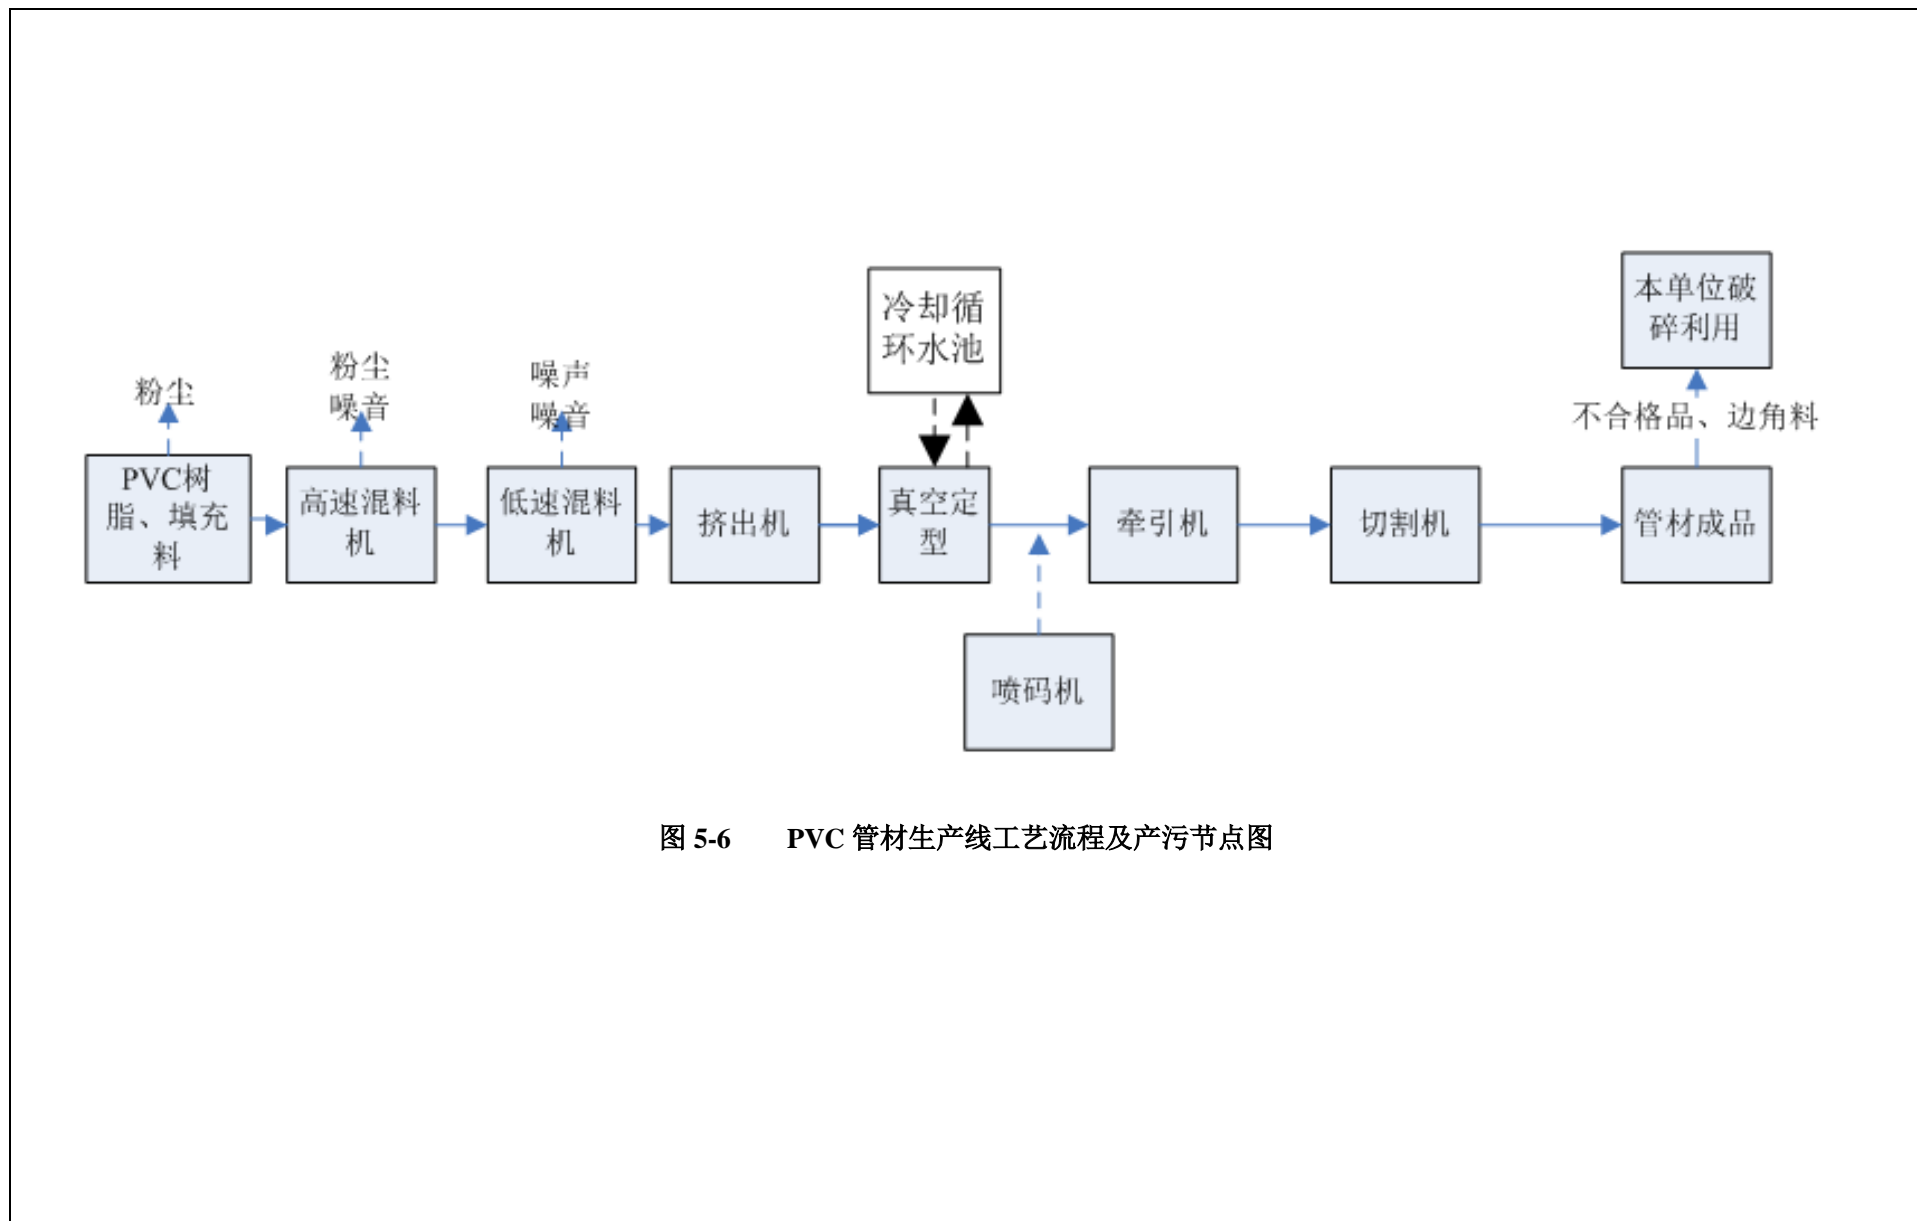 冷却循
环水池
本单位破
碎利用
粉尘
粉尘
噪音
噪声
噪音
不合格品、边角料
PVC树
脂、填充
料
高速混料
机
低速混料
机
挤出机
真空定
型
牵引机
切割机
管材成品
喷码机
图 5-6 PVC 管材生产线工艺流程及产污节点图